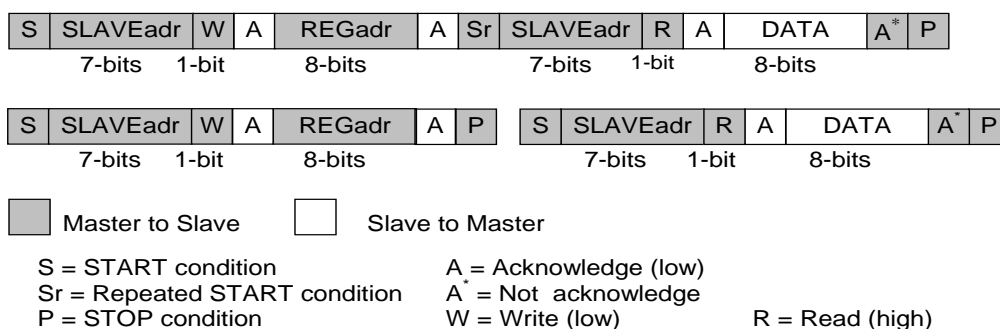 S SLAVEadr W A REGadr A Sr SLAVEadr R A DATA A* P
7-bits 1-bit 8-bits 7-bits 1-bit 8-bits
S SLAVEadr W A REGadr A P S SLAVEadr R A DATA A* P
7-bits 1-bit 8-bits 7-bits 1-bit 8-bits
Master to Slave Slave to Master
S = START condition A = Acknowledge (low)
Sr = Repeated START condition A* = Not acknowledge
P = STOP condition W = Write (low) R = Read (high)